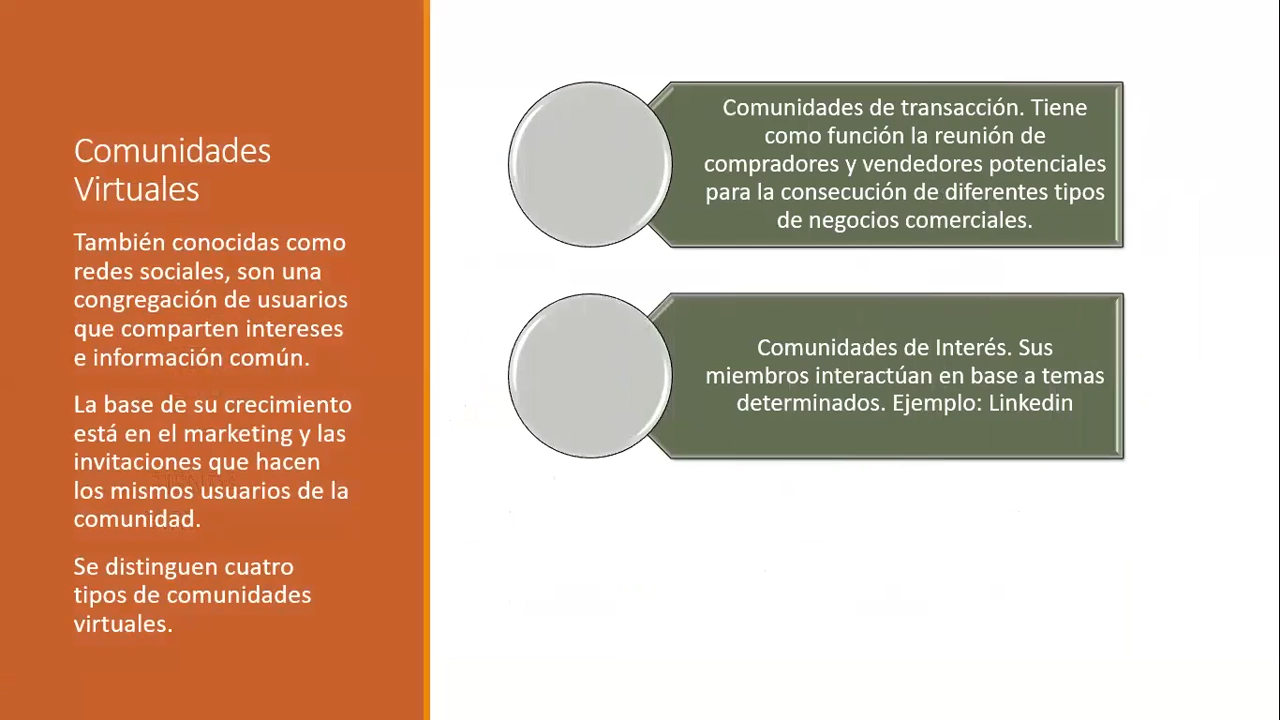 Comunidades
Virtuales
También conocidas como
redes sociales, son una
congregación de usuarios
que comparten intereses
e información común.
La base de su crecimiento
está en el marketing y las
invitaciones que hacen
los mismos usuarios de la
comunidad.
Se distinguen cuatro
tipos de comunidades
virtuales.
Comunidades de transacción. Tiene
como función la reunión de
compradores y vendedores potenciales
para la consecución de diferentes tipos
de negocios comerciales.
Comunidades de Interés. Sus
miembros interactúan en base a temas
determinados. Ejemplo: Linkedin